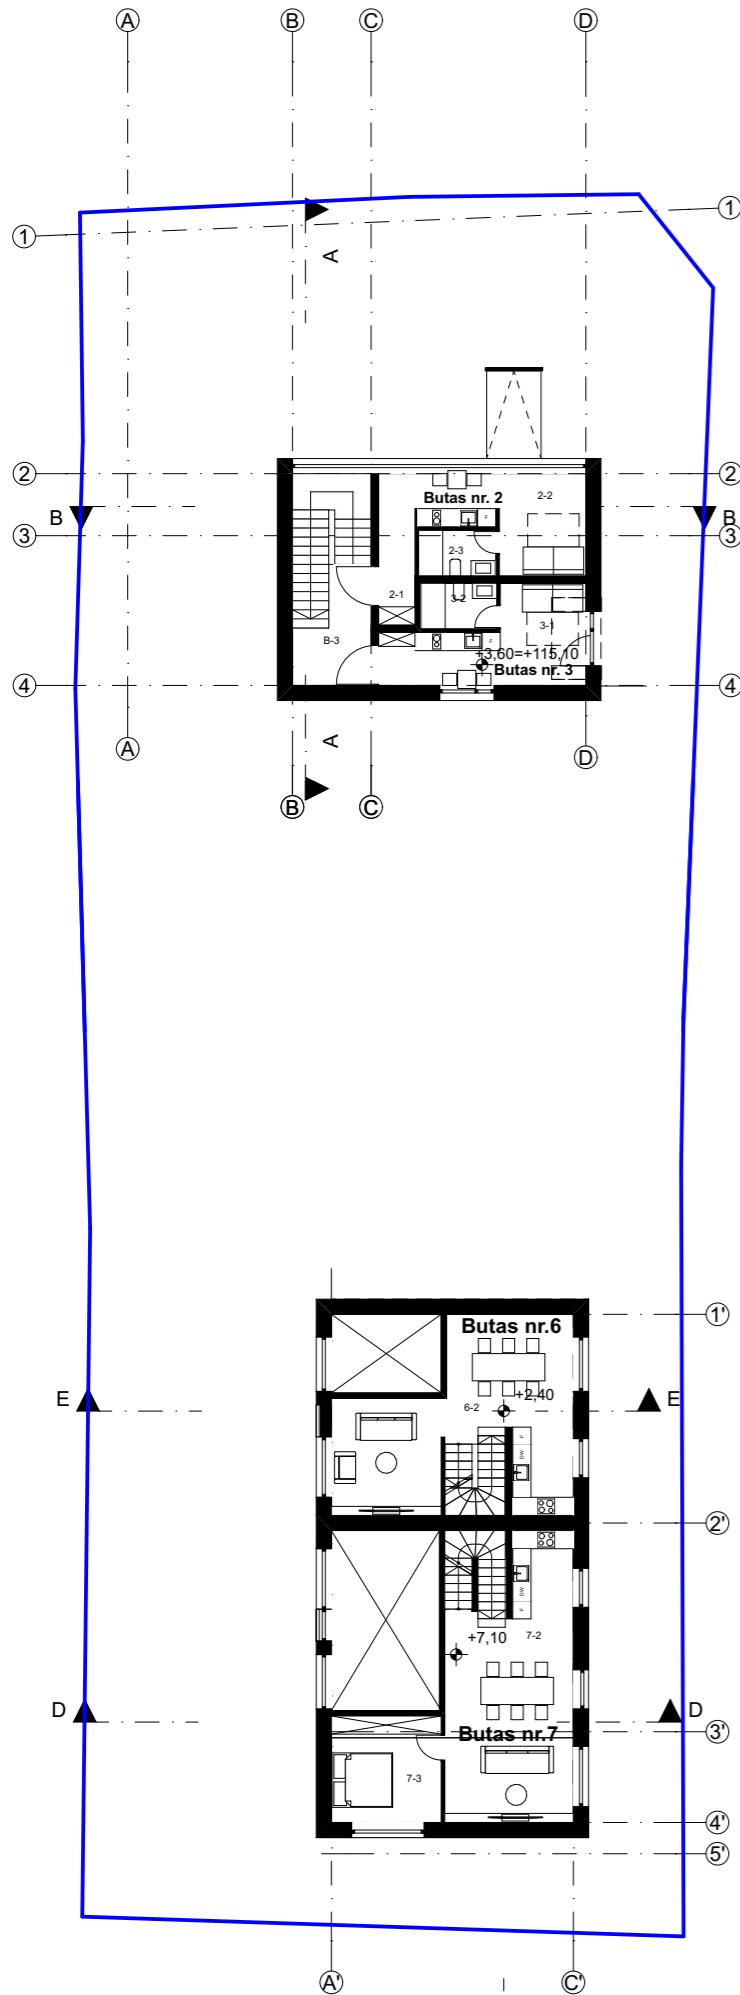 A
B
C
D
1
1
A
2
2
Butas nr. 2
2-2
B
B
F
3
3
2-3
2-1
3-2
3-1
B-3
F
+3,60=+115,10
Butas nr. 3
4
4
A
A
D
B
C
1'
Butas nr.6
+2,40
E
E
6-2
F
DW
2'
DW
F
+7,10
7-2
D
D
3'
Butas nr.7
7-3
4'
5'
A'
C'